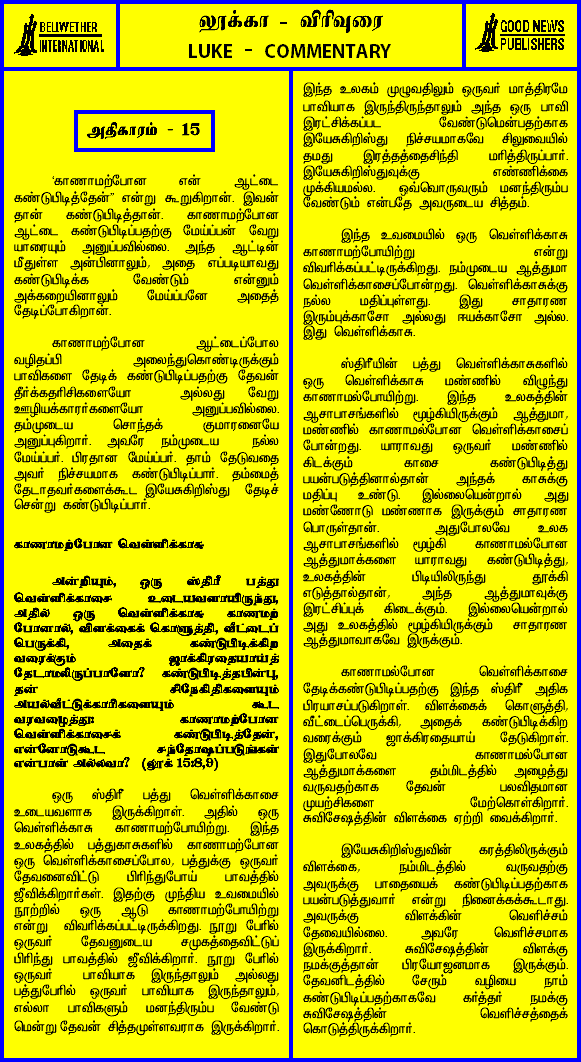 BELLWETHER
INTERNATIONAL
லூக்கா - விரிவுரை
LUKE - COMMENTARY
GOOD NEWS
PUBLISHERS
அதிகாரம் - 15
'காணாமற்போன என் ஆட்டை
கண்டுபிடித்தேன்'' என்று கூறுகிறான். இவன்
தான் கண்டுபிடித்தான். காணாமற்போன
ஆட்டை கண்டுபிடிப்பதற்கு மேய்ப்பன் வேறு
யாரையும் அனுப்பவில்லை. அந்த ஆட்டின்
மீதுள்ள அன்பினாலும், அதை எப்படியாவது
கண்டுபிடிக்க வேண்டும் என்னும்
அக்கறையினாலும் மேய்ப்பனே அதைத்
தேடிப்போகிறான்.
காணாமற்போன ஆட்டைப்போல
வழிதப்பி அலைந்துகொண்டிருக்கும்
பாவிகளை தேடிக் கண்டுபிடிப்பதற்கு தேவன்
தீர்க்கதரிசிகளையோ அல்லது வேறு
ஊழியக்காரர்களையோ அனுப்பவில்லை.
தம்முடைய சொந்தக் குமாரனையே
அனுப்புகிறார். அவரே நம்முடைய நல்ல
மேய்ப்பர். பிரதான மேய்ப்பர். தாம் தேடுவதை
அவர் நிச்சயமாக கண்டுபிடிப்பார். தம்மைத்
தேடாதவர்களைக்கூட இயேசுகிறிஸ்து தேடிச்
சென்று கண்டுபிடிப்பார்.
காணாமற்போன வெள்ளிக்காசு
அன்றியும், ஒரு ஸ்திரீ பத்து
வெள்ளிக்காசை உடையவளாயிருந்து,
அதில் ஒரு வெள்ளிக்காசு காணமற்
போனால், விளக்கைக் கொளுத்தி, வீட்டைப்
பெருக்கி, அதைக் கண்டுபிடிக்கிற
வரைக்கும் ஜாக்கிரதையாய்த்
தேடாமலிருப்பாளோ? கண்டுபிடித்தபின்பு,
தன் சிநேகிதிகளையும்
அயல்வீட்டுக்காரிகளையும் கூட
வரவழைத்து: காணாமற்போன
வெள்ளிக்காசைக் கண்டுபிடித்தேன்,
என்னோடுகூட சந்தோஷப்படுங்கள்
என்பாள் அல்லவா? (லூக் 15:8,9)
ஒரு ஸ்திரீ பத்து வெள்ளிக்காசை
உடையவளாக இருக்கிறாள். அதில் ஒரு
வெள்ளிக்காசு காணாமற்போயிற்று. இந்த
உலகத்தில் பத்துகாசுகளில் காணாமற்போன
ஒரு வெள்ளிக்காசைப்போல, பத்துக்கு ஒருவர்
தேவனைவிட்டு பிரிந்துபோய் பாவத்தில்
ஜீவிக்கிறார்கள். இதற்கு முந்திய உவமையில்
நூற்றில் ஒரு ஆடு காணாமற்போயிற்று
என்று விவரிக்கப்பட்டிருக்கிறது. நூறு பேரில்
ஒருவர் தேவனுடைய சமுகத்தைவிட்டுப்
பிரிந்து பாவத்தில் ஜீவிக்கிறார். நூறு பேரில்
ஒருவர் பாவியாக இருந்தாலும் அல்லது
பத்துபேரில் ஒருவர் பாவியாக இருந்தாலும்,
எல்லா பாவிகளும் மனந்திரும்ப வேண்டு
மென்று தேவன் சித்தமுள்ளவராக இருக்கிறார்.
இந்த உலகம் முழுவதிலும் ஒருவர் மாத்திரமே
பாவியாக இருந்திருந்தாலும் அந்த ஒரு பாவி
இரட்சிக்கப்பட வேண்டுமென்பதற்காக
இயேசுகிறிஸ்து நிச்சயமாகவே சிலுவையில்
தமது இரத்தத்தைசிந்தி மரித்திருப்பார்.
இயேசுகிறிஸ்துவுக்கு எண்ணிக்கை
முக்கியமல்ல. ஒவ்வொருவரும் மனந்திரும்ப
வேண்டும் என்பதே அவருடைய சித்தம்.
இந்த உவமையில் ஒரு வெள்ளிக்காசு
காணாமற்போயிற்று என்று
விவரிக்கப்பட்டிருக்கிறது. நம்முடைய ஆத்துமா
வெள்ளிக்காசைப்போன்றது. வெள்ளிக்காசுக்கு
நல்ல மதிப்புள்ளது. இது சாதாரண
இரும்புக்காசோ அல்லது ஈயக்காசோ அல்ல.
இது வெள்ளிக்காசு.
ஸ்திரீயின் பத்து வெள்ளிக்காசுகளில்
ஒரு வெள்ளிக்காசு மண்ணில் விழுந்து
காணாமல்போயிற்று. இந்த உலகத்தின்
ஆசாபாசங்களில் மூழ்கியிருக்கும் ஆத்துமா,
மண்ணில் காணாமல்போன வெள்ளிக்காசைப்
போன்றது. யாராவது ஒருவர் மண்ணில்
கிடக்கும் காசை கண்டுபிடித்து
பயன்படுத்தினால்தான் அந்தக் காசுக்கு
மதிப்பு உண்டு. இல்லையென்றால் அது
மண்ணோடு மண்ணாக இருக்கும் சாதாரண
பொருள்தான். அதுபோலவே உலக
ஆசாபாசங்களில் மூழ்கி காணாமல்போன
ஆத்துமாக்களை யாராவது கண்டுபிடித்து,
உலகத்தின் பிடியிலிருந்து தூக்கி
எடுத்தால்தான், அந்த ஆத்துமாவுக்கு
இரட்சிப்புக் கிடைக்கும். இல்லையென்றால்
அது உலகத்தில் மூழ்கியிருக்கும் சாதாரண
ஆத்துமாவாகவே இருக்கும்.
காணாமல்போன வெள்ளிக்காசை
தேடிக்கண்டுபிடிப்பதற்கு இந்த ஸ்திரீ அதிக
பிரயாசப்படுகிறாள். விளக்கைக் கொளுத்தி,
வீட்டைப்பெருக்கி, அதைக் கண்டுபிடிக்கிற
வரைக்கும் ஜாக்கிரதையாய் தேடுகிறாள்.
இதுபோலவே காணாமல்போன
ஆத்துமாக்களை தம்மிடத்தில் அழைத்து
வருவதற்காக தேவன் பலவிதமான
முயற்சிகளை மேற்கொள்கிறார்.
சுவிசேஷத்தின் விளக்கை ஏற்றி வைக்கிறார்.
இயேசுகிறிஸ்துவின் கரத்திலிருக்கும்
விளக்கை, நம்மிடத்தில் வருவதற்கு
அவருக்கு பாதையைக் கண்டுபிடிப்பதற்காக
பயன்படுத்துவார் என்று நினைக்கக்கூடாது.
அவருக்கு விளக்கின் வெளிச்சம்
தேவையில்லை. அவரே வெளிச்சமாக
இருக்கிறார். சுவிசேஷத்தின் விளக்கு
நமக்குத்தான் பிரயோஜனமாக இருக்கும்.
தேவனிடத்தில் சேரும் வழியை நாம்
கண்டுபிடிப்பதற்காகவே கர்த்தர் நமக்கு
சுவிசேஷத்தின் வெளிச்சத்தைக்
கொடுத்திருக்கிறார்.